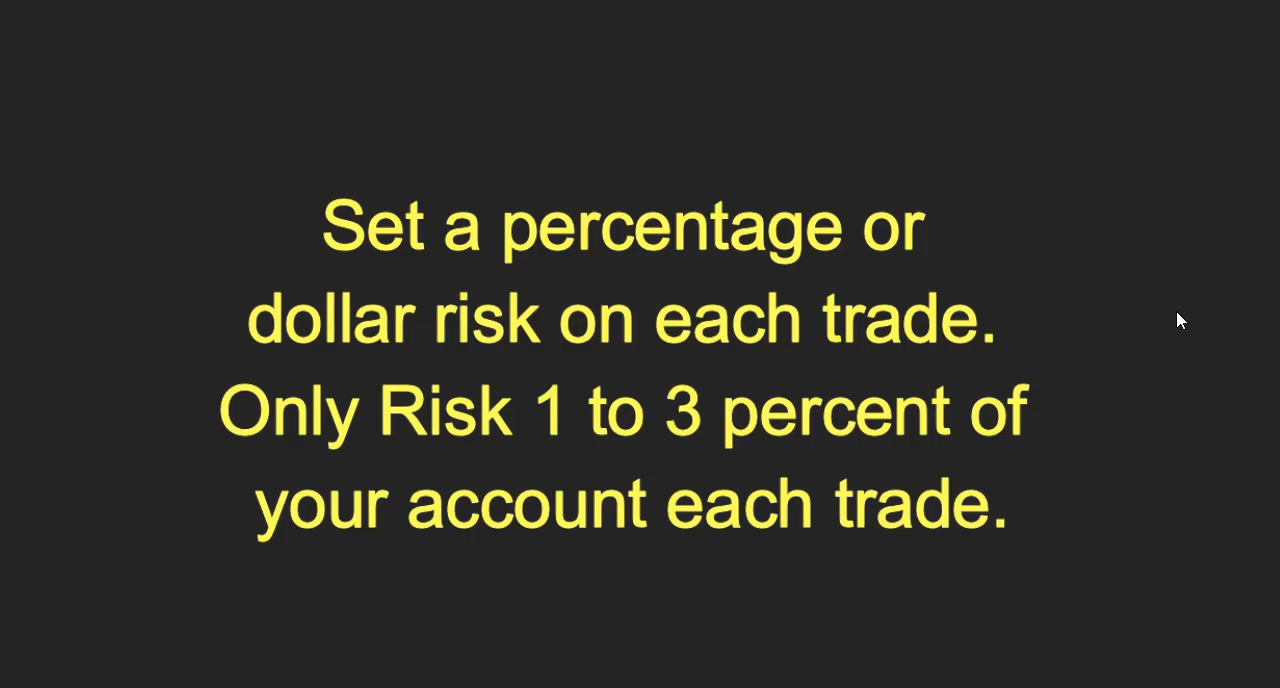 Set a percentage or
dollar risk on each trade.
Only Risk 1 to 3 percent of
your account each trade.